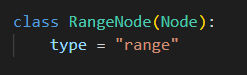 class RangeNode(Node):
    type = "range"